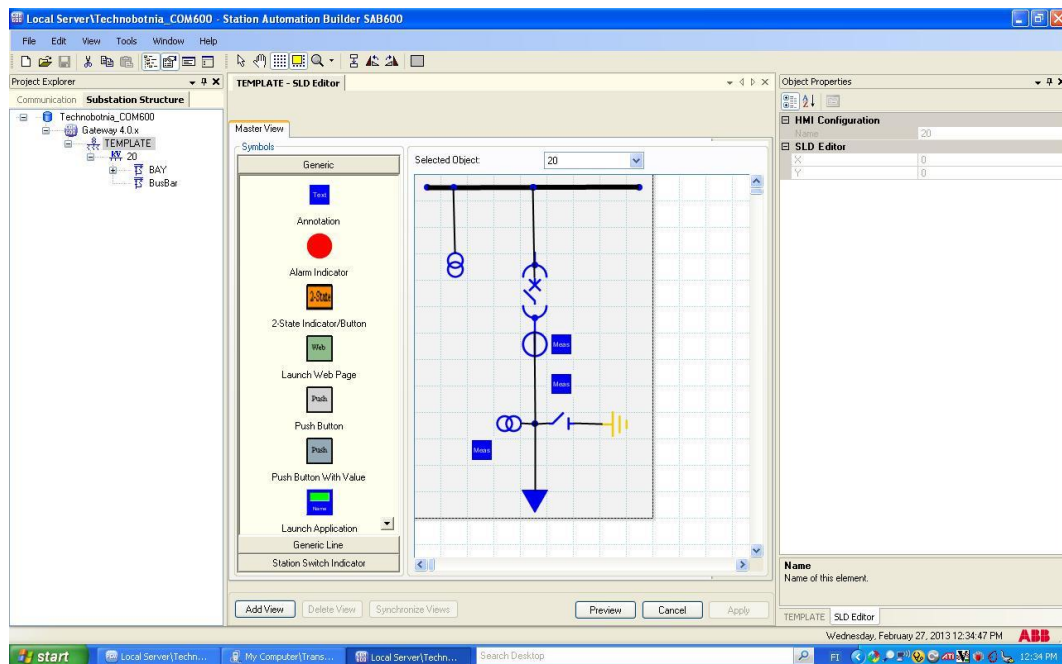 Local Server\Technobotnia_COM600 - Station Automation Builder SAB600
File Edit View Tools Window Help
Project Explorer
Communication Substation Structure
Technobotnia_COM600
Gateway 4.0.x
TEMPLATE
20
BAY
BusBar
TEMPLATE - SLD Editor
Master View
Symbols
Generic
Text
Annotation
Alarm Indicator
2-State
2-State Indicator/Button
Web
Launch Web Page
Push
Push Button
Push
Push Button With Value
Name
Launch Application
Generic Line
Station Switch Indicator
Selected Object: 20
Meas
Meas
Meas
Add View Delete View Synchronize Views Preview Cancel Apply
Object Properties
HMI Configuration
Name 20
SLD Editor
X 0
Y 0
Name
Name of this element.
TEMPLATE SLD Editor
Wednesday, February 27, 2013 12:34:47 PM ABB
start Local Server\Techn... My Computer\Trans... Local Server\Techn... Search Desktop FI 12:34 PM